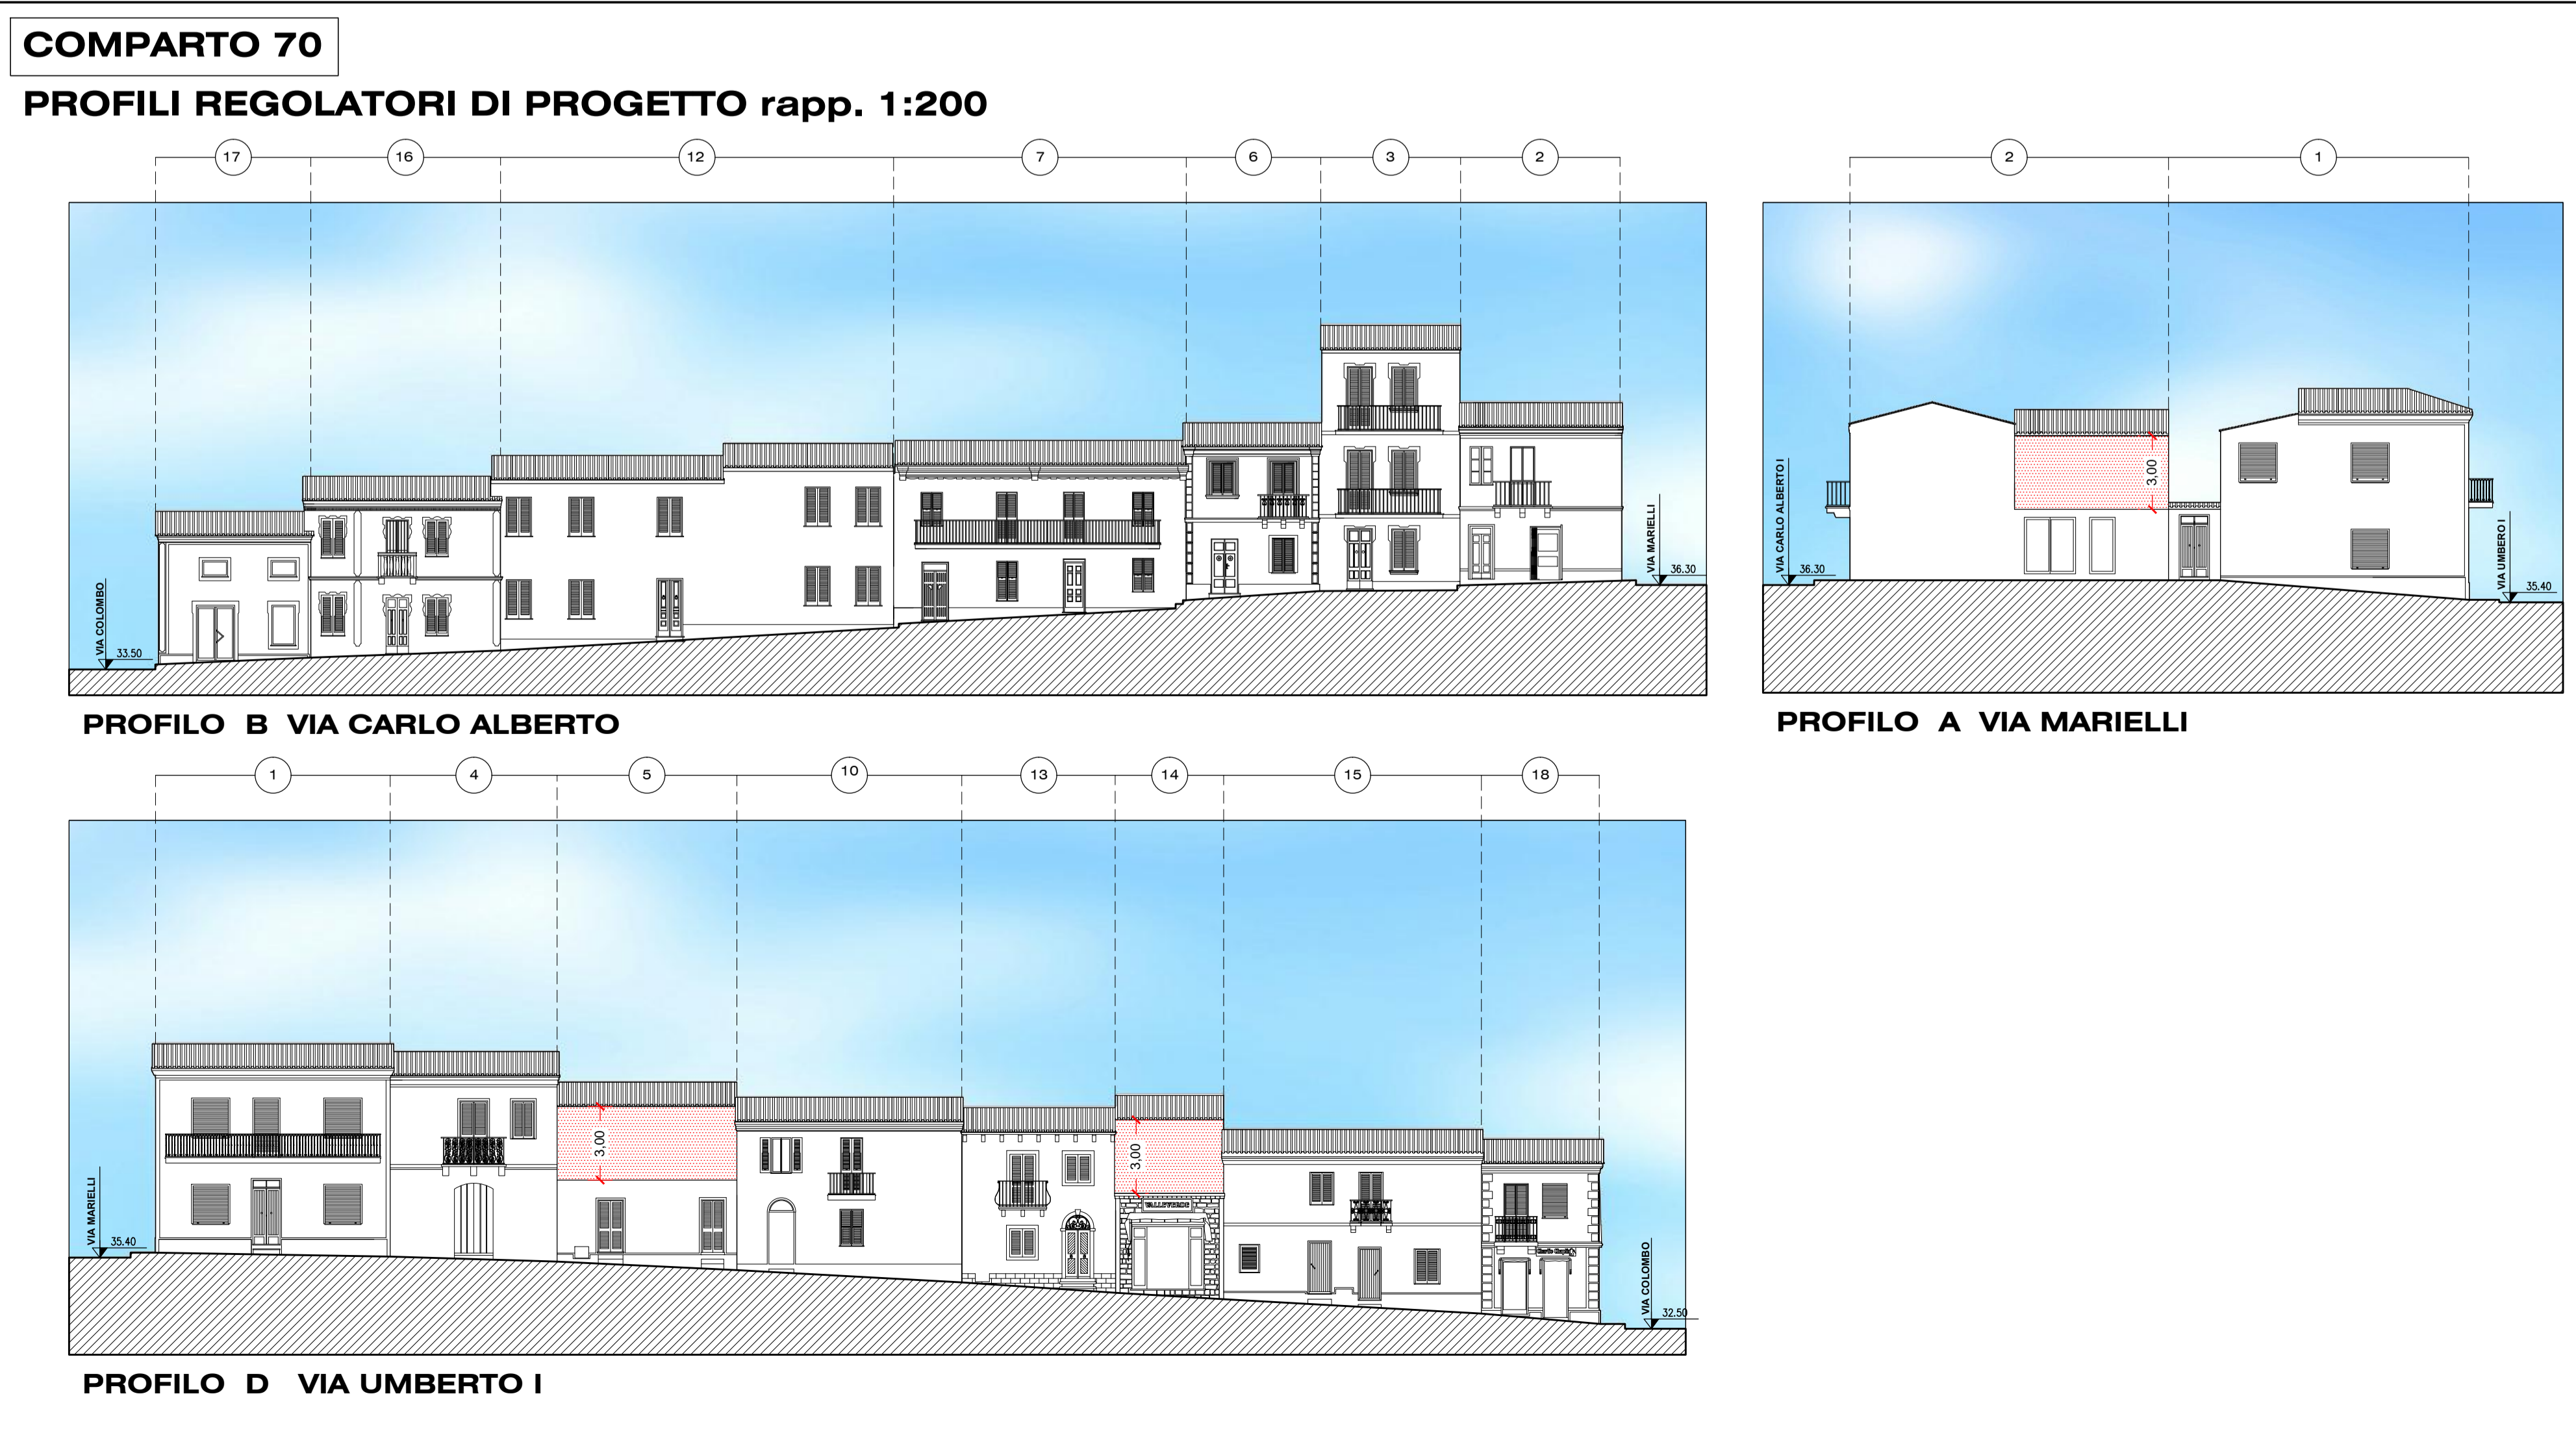 COMPARTO 70
PROFILI REGOLATORI DI PROGETTO rapp. 1:200
17 16 12 7 6 3 2
VIA COLOMBO
33.50
VIA MARIELLI
36.30
PROFILO B VIA CARLO ALBERTO
2 1
VIA CARLO ALBERTO I
36.30
3,00
VIA UMBERO I
35.40
PROFILO A VIA MARIELLI
1 4 5 10 13 14 15 18
VIA MARIELLI
35.40
3,00
3,00
VALLEVERDE
VIA COLOMBO
32.50
PROFILO D VIA UMBERTO I